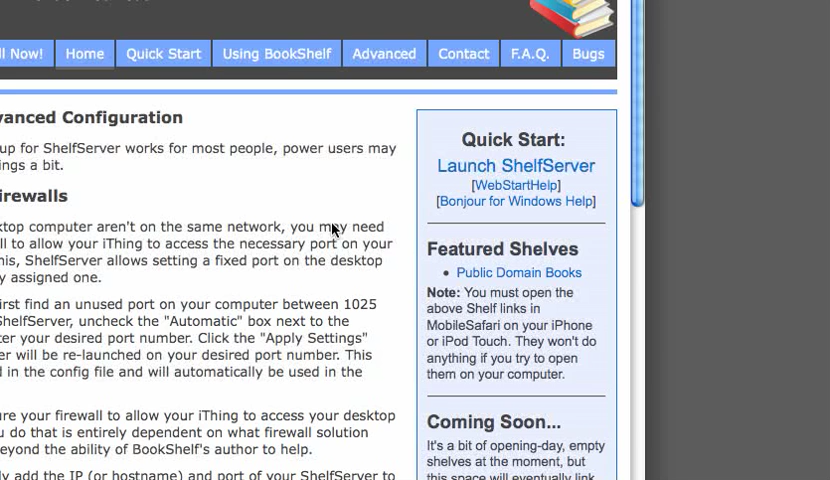 ll Now! Home Quick Start Using BookShelf Advanced Contact F.A.Q. Bugs
vanced Configuration
up for ShelfServer works for most people, power users may
ings a bit.
irewalls
ktop computer aren't on the same network, you may need
ll to allow your iThing to access the necessary port on your
his, ShelfServer allows setting a fixed port on the desktop
y assigned one.
irst find an unused port on your computer between 1025
ShelfServer, uncheck the "Automatic" box next to the
ter your desired port number. Click the "Apply Settings"
er will be re-launched on your desired port number. This
d in the config file and will automatically be used in the
ure your firewall to allow your iThing to access your desktop
u do that is entirely dependent on what firewall solution
beyond the ability of BookShelf's author to help.
ly add the IP (or hostname) and port of your ShelfServer to
Quick Start:
Launch ShelfServer
[WebStartHelp]
[Bonjour for Windows Help]
Featured Shelves
• Public Domain Books
Note: You must open the
above Shelf links in
MobileSafari on your iPhone
or iPod Touch. They won't do
anything if you try to open
them on your computer.
Coming Soon...
It's a bit of opening-day, empty
shelves at the moment, but
this space will eventually link